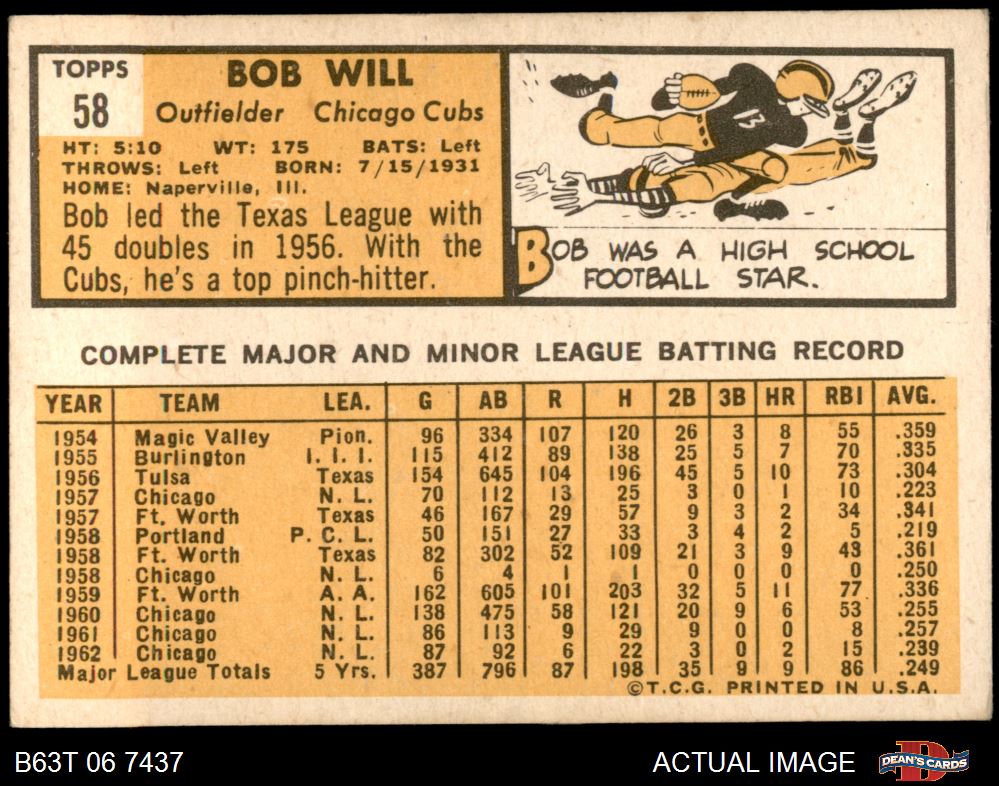 TOPPS
58
BOB WILL
Outfielder Chicago Cubs
HT: 5:10 WT: 175 BATS: Left
THROWS: Left BORN: 7/15/1931
HOME: Naperville, Ill.
Bob led the Texas League with
45 doubles in 1956. With the
Cubs, he's a top pinch-hitter.
13
BOB WAS A HIGH SCHOOL
FOOTBALL STAR.
COMPLETE MAJOR AND MINOR LEAGUE BATTING RECORD
YEAR TEAM LEA. G AB R H 2B 3B HR RBI AVG.
1954 Magic Valley Pion. 96 334 107 120 26 3 8 55 .359
1955 Burlington I. I. I. 115 412 89 138 25 5 7 70 .335
1956 Tulsa Texas 154 645 104 196 45 5 10 73 .304
1957 Chicago N. L. 70 112 13 25 3 0 1 10 .223
1957 Ft. Worth Texas 46 167 29 57 9 3 2 34 .341
1958 Portland P. C. L. 50 151 27 33 3 4 2 5 .219
1958 Ft. Worth Texas 82 302 52 109 21 3 9 43 .361
1958 Chicago N. L. 6 4 1 1 0 0 0 0 .250
1959 Ft. Worth A. A. 162 605 101 203 32 5 11 77 .336
1960 Chicago N. L. 138 475 58 121 20 9 6 53 .255
1961 Chicago N. L. 86 113 9 29 9 0 0 8 .257
1962 Chicago N. L. 87 92 6 22 3 0 2 15 .239
Major League Totals 5 Yrs. 387 796 87 198 35 9 9 86 .249
©T.C.G. PRINTED IN U.S.A.
B63T 06 7437
ACTUAL IMAGE
D
DEAN'S CARDS